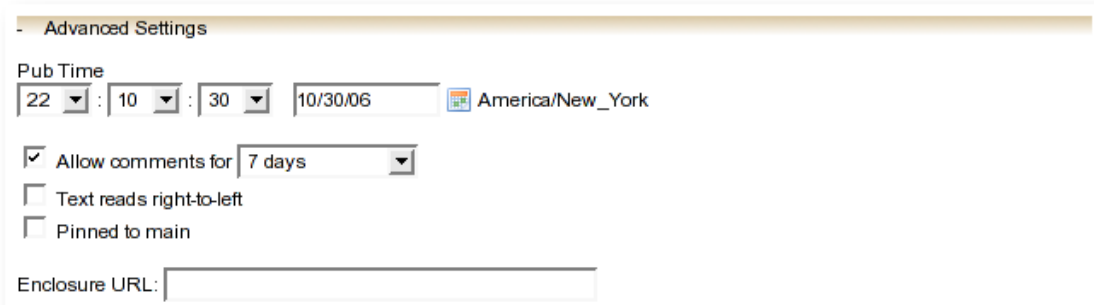 - Advanced Settings
Pub Time
22 : 10 : 30 10/30/06 America/New_York
Allow comments for 7 days
Text reads right-to-left
Pinned to main
Enclosure URL: